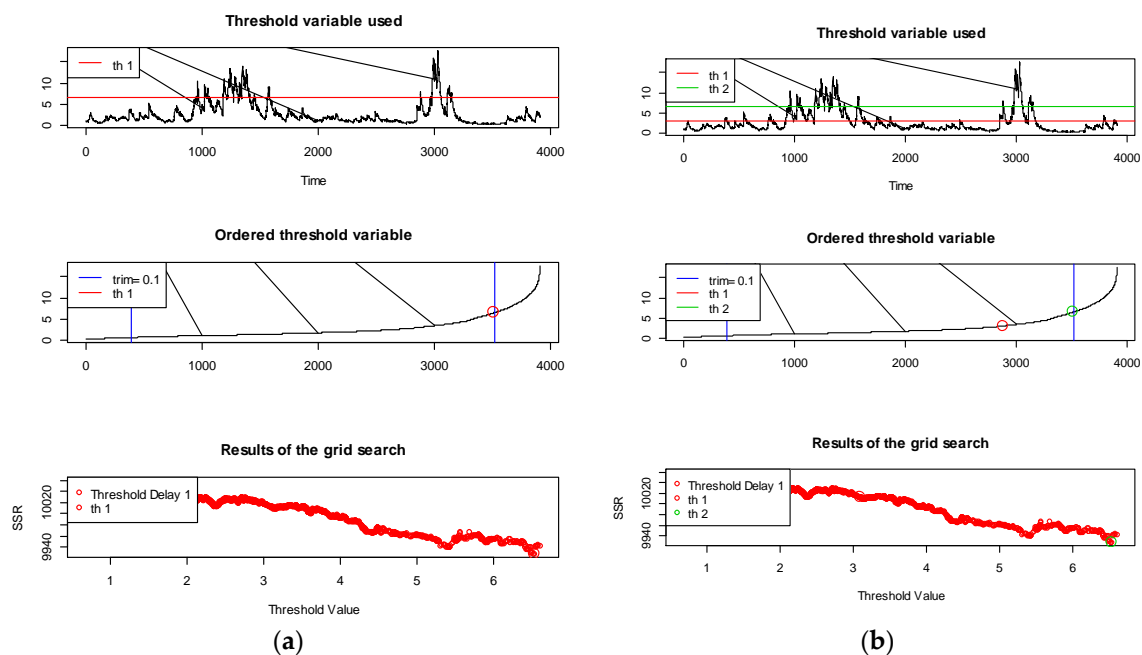 Threshold variable used
th 1
0 5 10
0 1000 2000 3000 4000
Time
Ordered threshold variable
trim= 0.1
th 1
0 5 10
0 1000 2000 3000 4000
Results of the grid search
Threshold Delay 1
th 1
SSR
9940 10020
1 2 3 4 5 6
Threshold Value
(a)
Threshold variable used
th 1
th 2
0 5 10
0 1000 2000 3000 4000
Time
Ordered threshold variable
trim= 0.1
th 1
th 2
0 5 10
0 1000 2000 3000 4000
Results of the grid search
Threshold Delay 1
th 1
th 2
SSR
9940 10020
1 2 3 4 5 6
Threshold Value
(b)